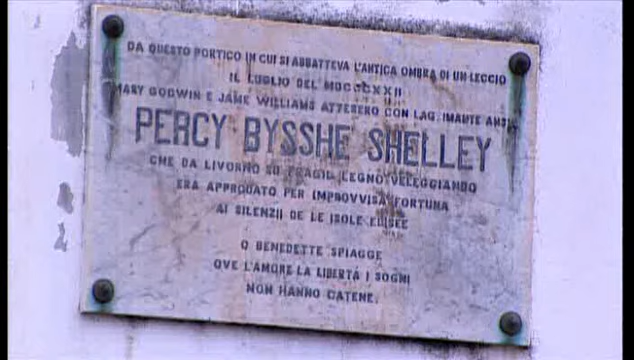 DA QUESTO PORTICO IN CUI SI ABBATTEVA L'ANTICA OMBRA DI UN LECCIO
IL LUGLIO DEL MDCCCXXII
MARY GODWIN E JANE WILLIAMS ATTESERO CON LAGRIMANTE ANSIA
PERCY BYSSHE SHELLEY
CHE DA LIVORNO SU FRAGIL LEGNO VELEGGIANDO
ERA APPRODATO PER IMPROVVISA FORTUNA
AI SILENZII DE LE ISOLE ELISEE
O BENEDETTE SPIAGGE
OVE L'AMORE LA LIBERTÀ I SOGNI
NON HANNO CATENE.